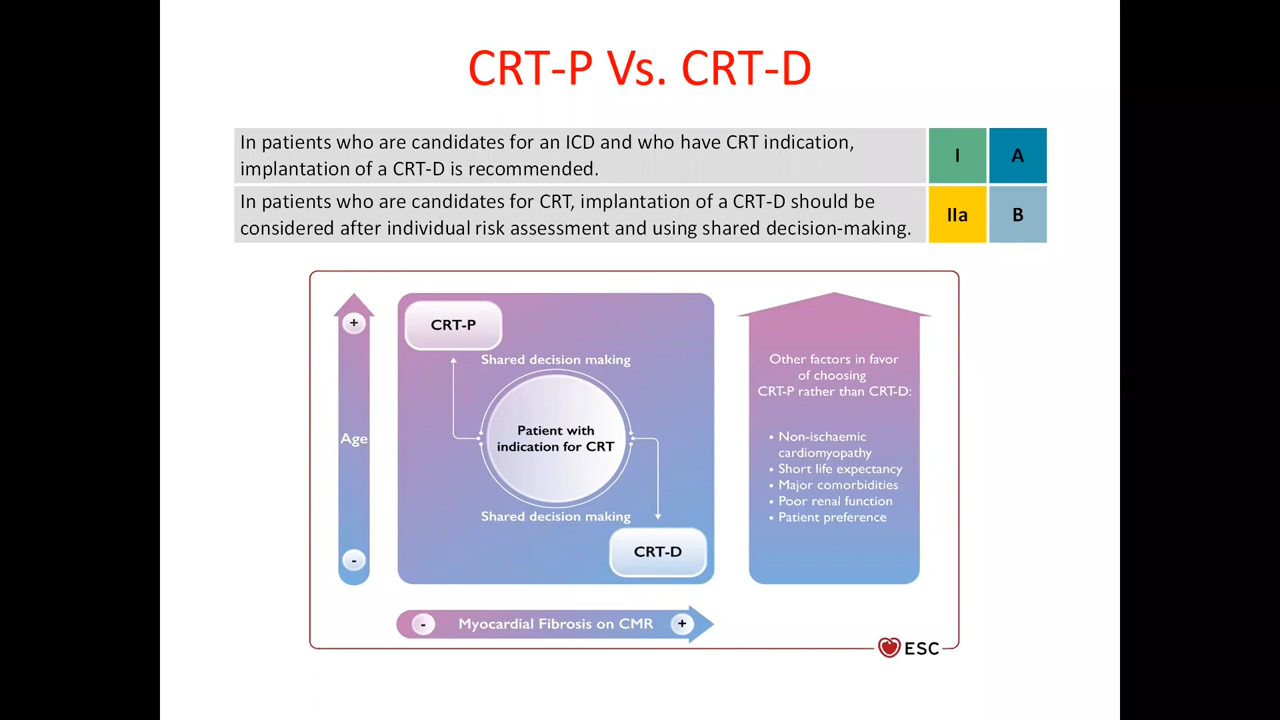 CRT-P Vs. CRT-D
In patients who are candidates for an ICD and who have CRT indication,
implantation of a CRT-D is recommended.
I
A
In patients who are candidates for CRT, implantation of a CRT-D should be
considered after individual risk assessment and using shared decision-making.
IIa
B
+
Age
-
CRT-P
Shared decision making
Patient with
indication for CRT
Shared decision making
CRT-D
Other factors in favor
of choosing
CRT-P rather than CRT-D:
• Non-ischaemic
cardiomyopathy
• Short life expectancy
• Major comorbidities
• Poor renal function
• Patient preference
- Myocardial Fibrosis on CMR +
ESC